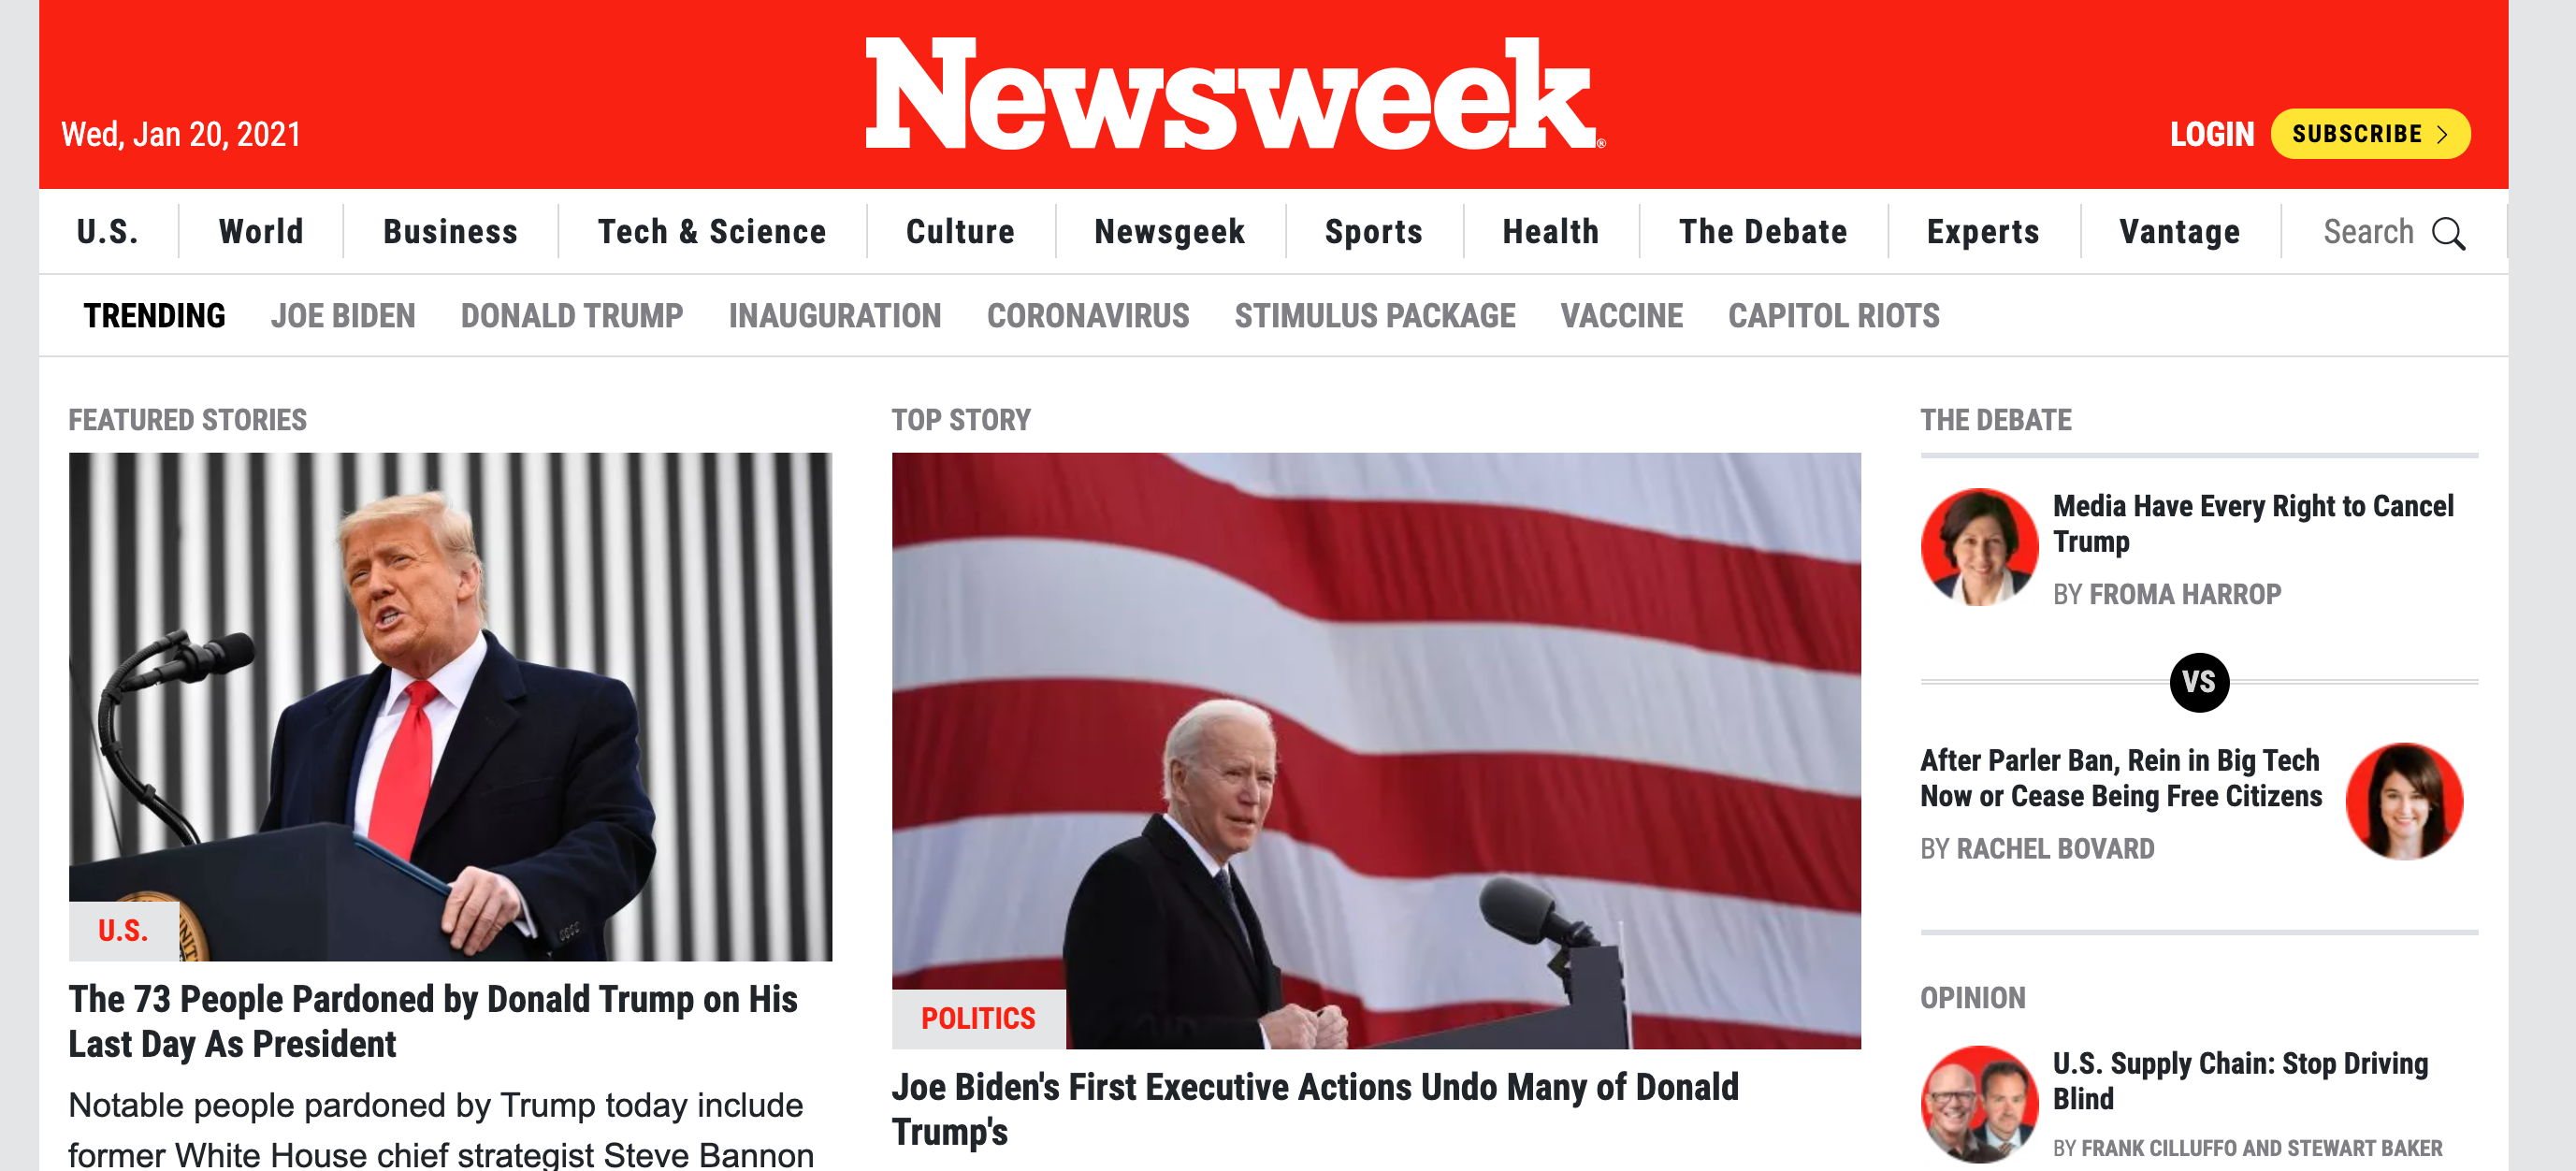 Newsweek®
Wed, Jan 20, 2021
LOGIN
SUBSCRIBE
U.S.
World
Business
Tech & Science
Culture
Newsgeek
Sports
Health
The Debate
Experts
Vantage
Search
TRENDING
JOE BIDEN
DONALD TRUMP
INAUGURATION
CORONAVIRUS
STIMULUS PACKAGE
VACCINE
CAPITOL RIOTS
FEATURED STORIES
U.S.
The 73 People Pardoned by Donald Trump on His
Last Day As President
Notable people pardoned by Trump today include
former White House chief strategist Steve Bannon
TOP STORY
POLITICS
Joe Biden's First Executive Actions Undo Many of Donald
Trump's
THE DEBATE
Media Have Every Right to Cancel
Trump
BY FROMA HARROP
VS
After Parler Ban, Rein in Big Tech
Now or Cease Being Free Citizens
BY RACHEL BOVARD
OPINION
U.S. Supply Chain: Stop Driving
Blind
BY FRANK CILLUFFO AND STEWART BAKER